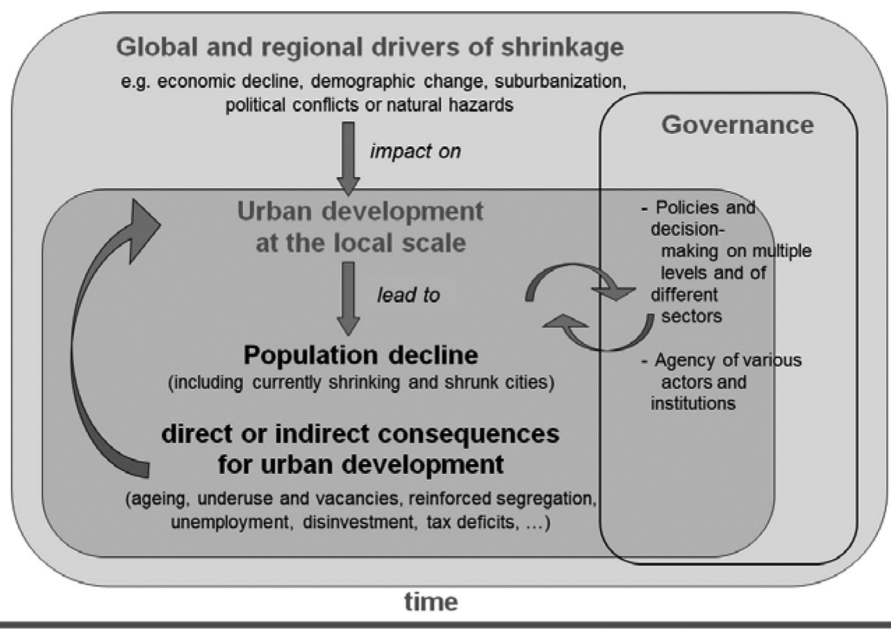 Global and regional drivers of shrinkage
e.g. economic decline, demographic change, suburbanization,
political conflicts or natural hazards
impact on
Urban development
at the local scale
lead to
Population decline
(including currently shrinking and shrunk cities)
direct or indirect consequences
for urban development
(ageing, underuse and vacancies, reinforced segregation,
unemployment, disinvestment, tax deficits, …)
Governance
- Policies and
decision-
making on multiple
levels and of
different
sectors
- Agency of various
actors and
institutions
time